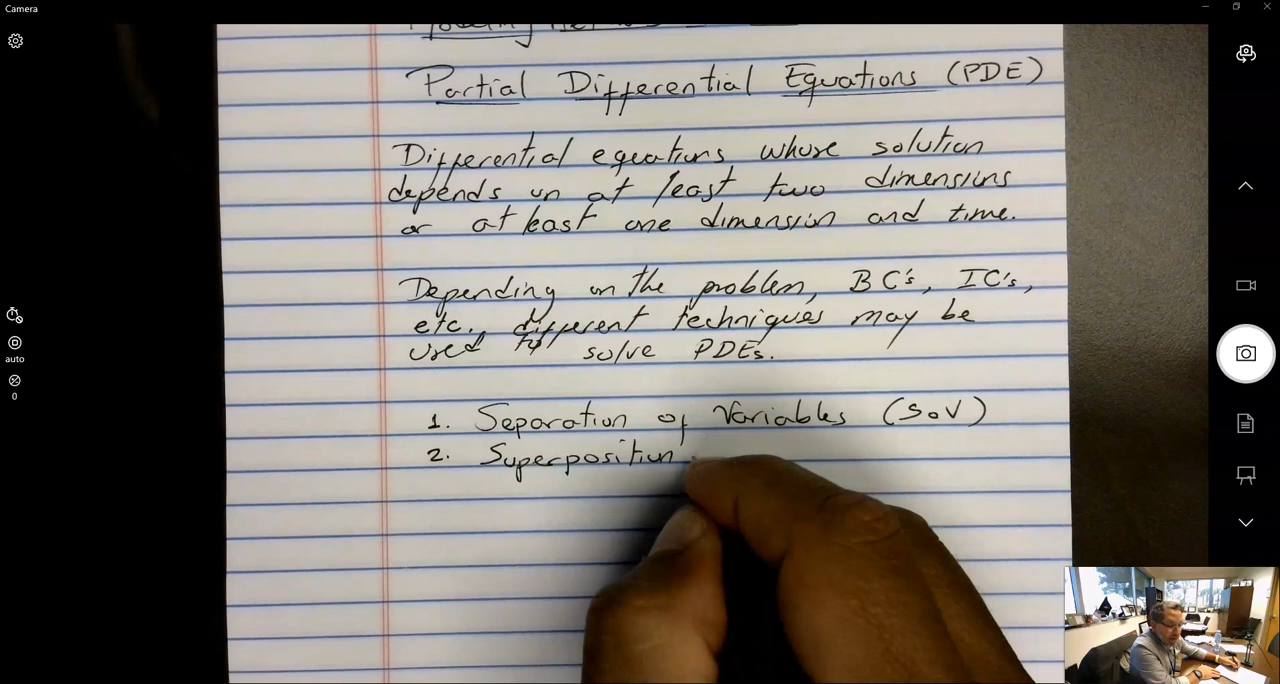 Camera
Partial Differential Equations (PDE)
Differential equations whose solution
depends on at least two dimensions
or at least one dimension and time.
Depending on the problem, BC's, IC's,
etc., different techniques may be
used to solve PDEs.
1. Separation of Variables (SoV)
2. Superposition
auto
0